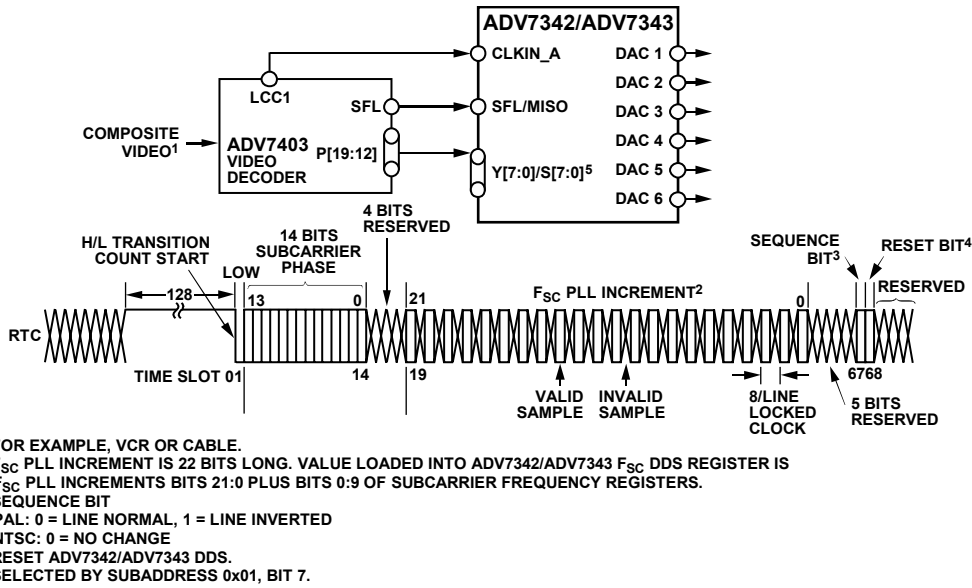 ADV7342/ADV7343
CLKIN_A
DAC 1
LCC1
DAC 2
SFL
SFL/MISO
DAC 3
COMPOSITE
VIDEO1
ADV7403
VIDEO
DECODER
P[19:12]
DAC 4
Y[7:0]/S[7:0]5
DAC 5
DAC 6
H/L TRANSITION
COUNT START
LOW
14 BITS
SUBCARRIER
PHASE
4 BITS
RESERVED
SEQUENCE
BIT3
RESET BIT4
RESERVED
128
13
0
21
FSC PLL INCREMENT2
0
RTC
TIME SLOT 01
14
19
6768
VALID
SAMPLE
INVALID
SAMPLE
8/LINE
LOCKED
CLOCK
5 BITS
RESERVED
FOR EXAMPLE, VCR OR CABLE.
FSC PLL INCREMENT IS 22 BITS LONG. VALUE LOADED INTO ADV7342/ADV7343 FSC DDS REGISTER IS
FSC PLL INCREMENTS BITS 21:0 PLUS BITS 0:9 OF SUBCARRIER FREQUENCY REGISTERS.
SEQUENCE BIT
PAL: 0 = LINE NORMAL, 1 = LINE INVERTED
NTSC: 0 = NO CHANGE
RESET ADV7342/ADV7343 DDS.
SELECTED BY SUBADDRESS 0x01, BIT 7.